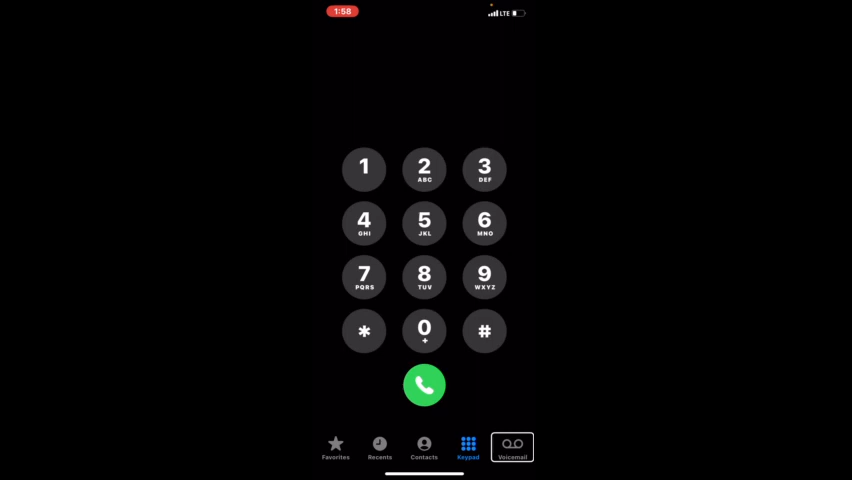 1:58 LTE
1 2 3
ABC DEF
4 5 6
GHI JKL MNO
7 8 9
PQRS TUV WXYZ
* 0 #
+
Favorites Recents Contacts Keypad Voicemail